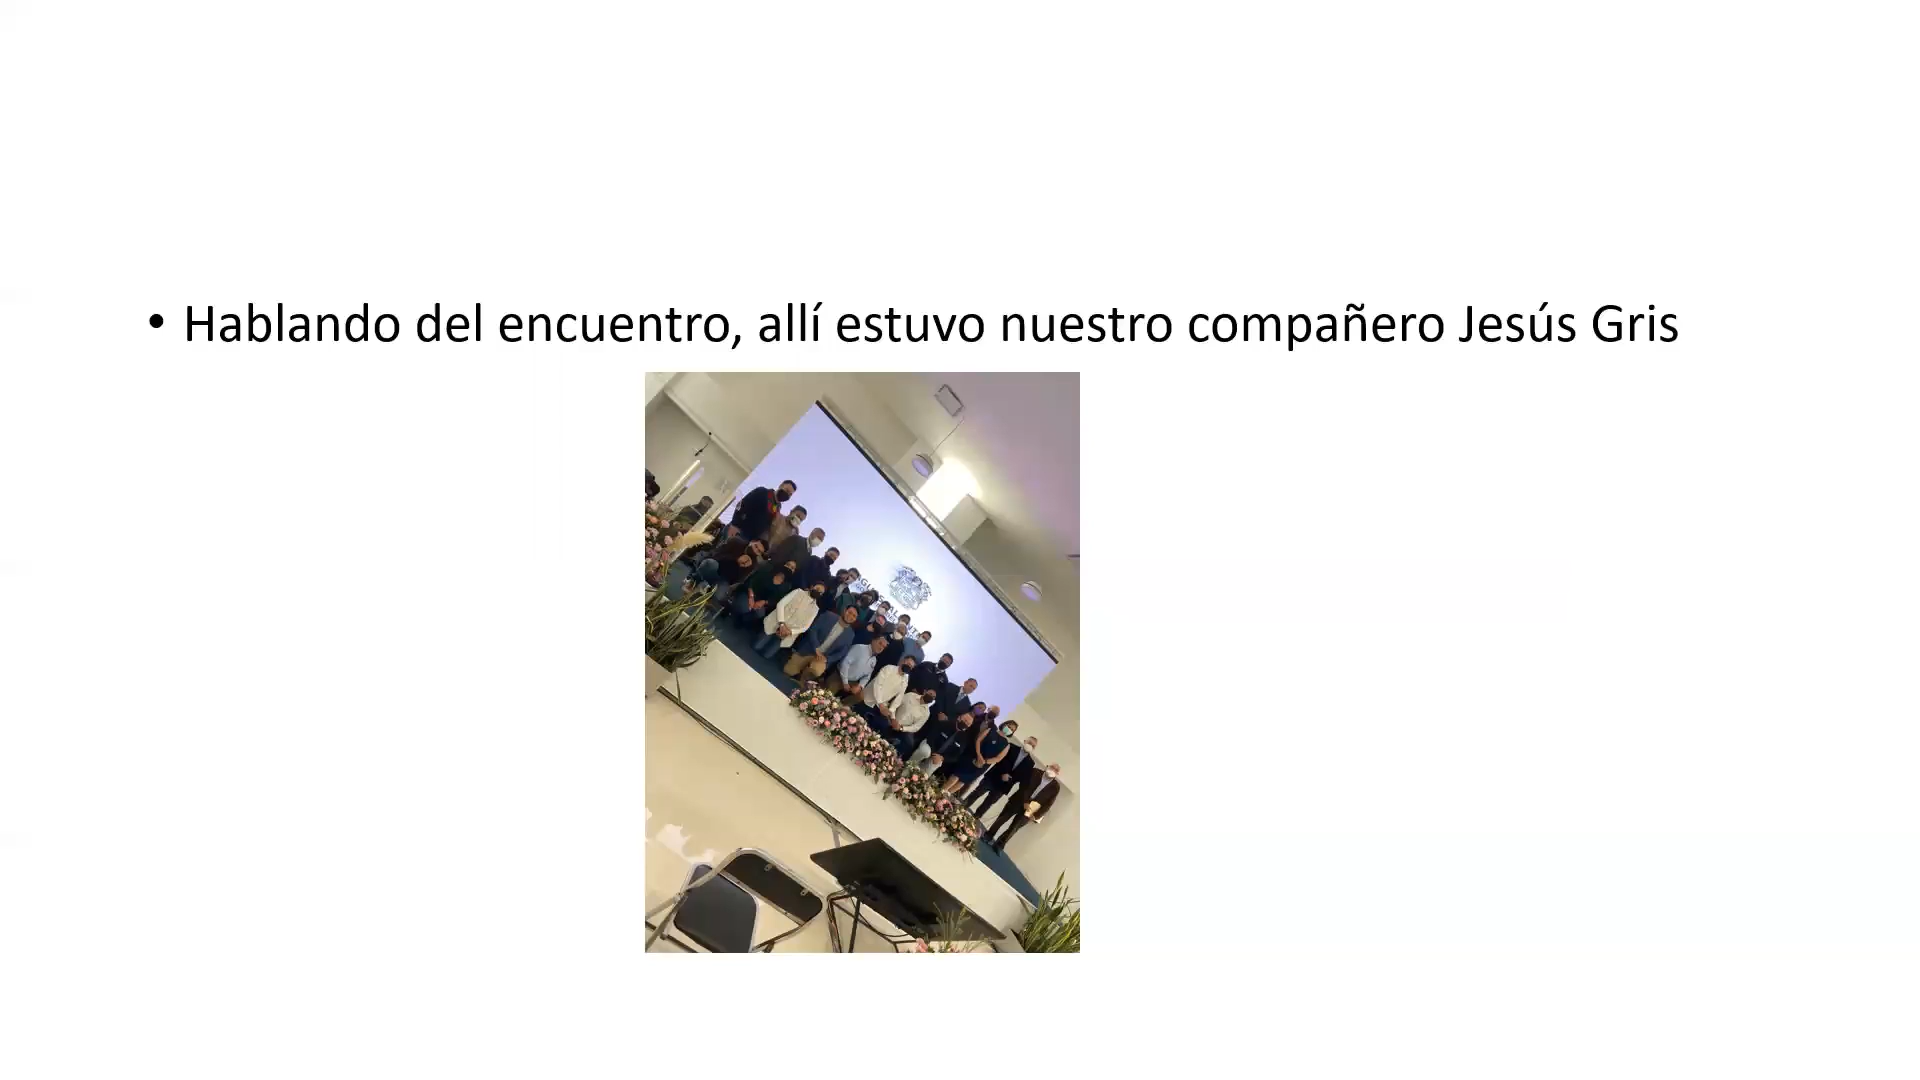 • Hablando del encuentro, allí estuvo nuestro compañero Jesús Gris